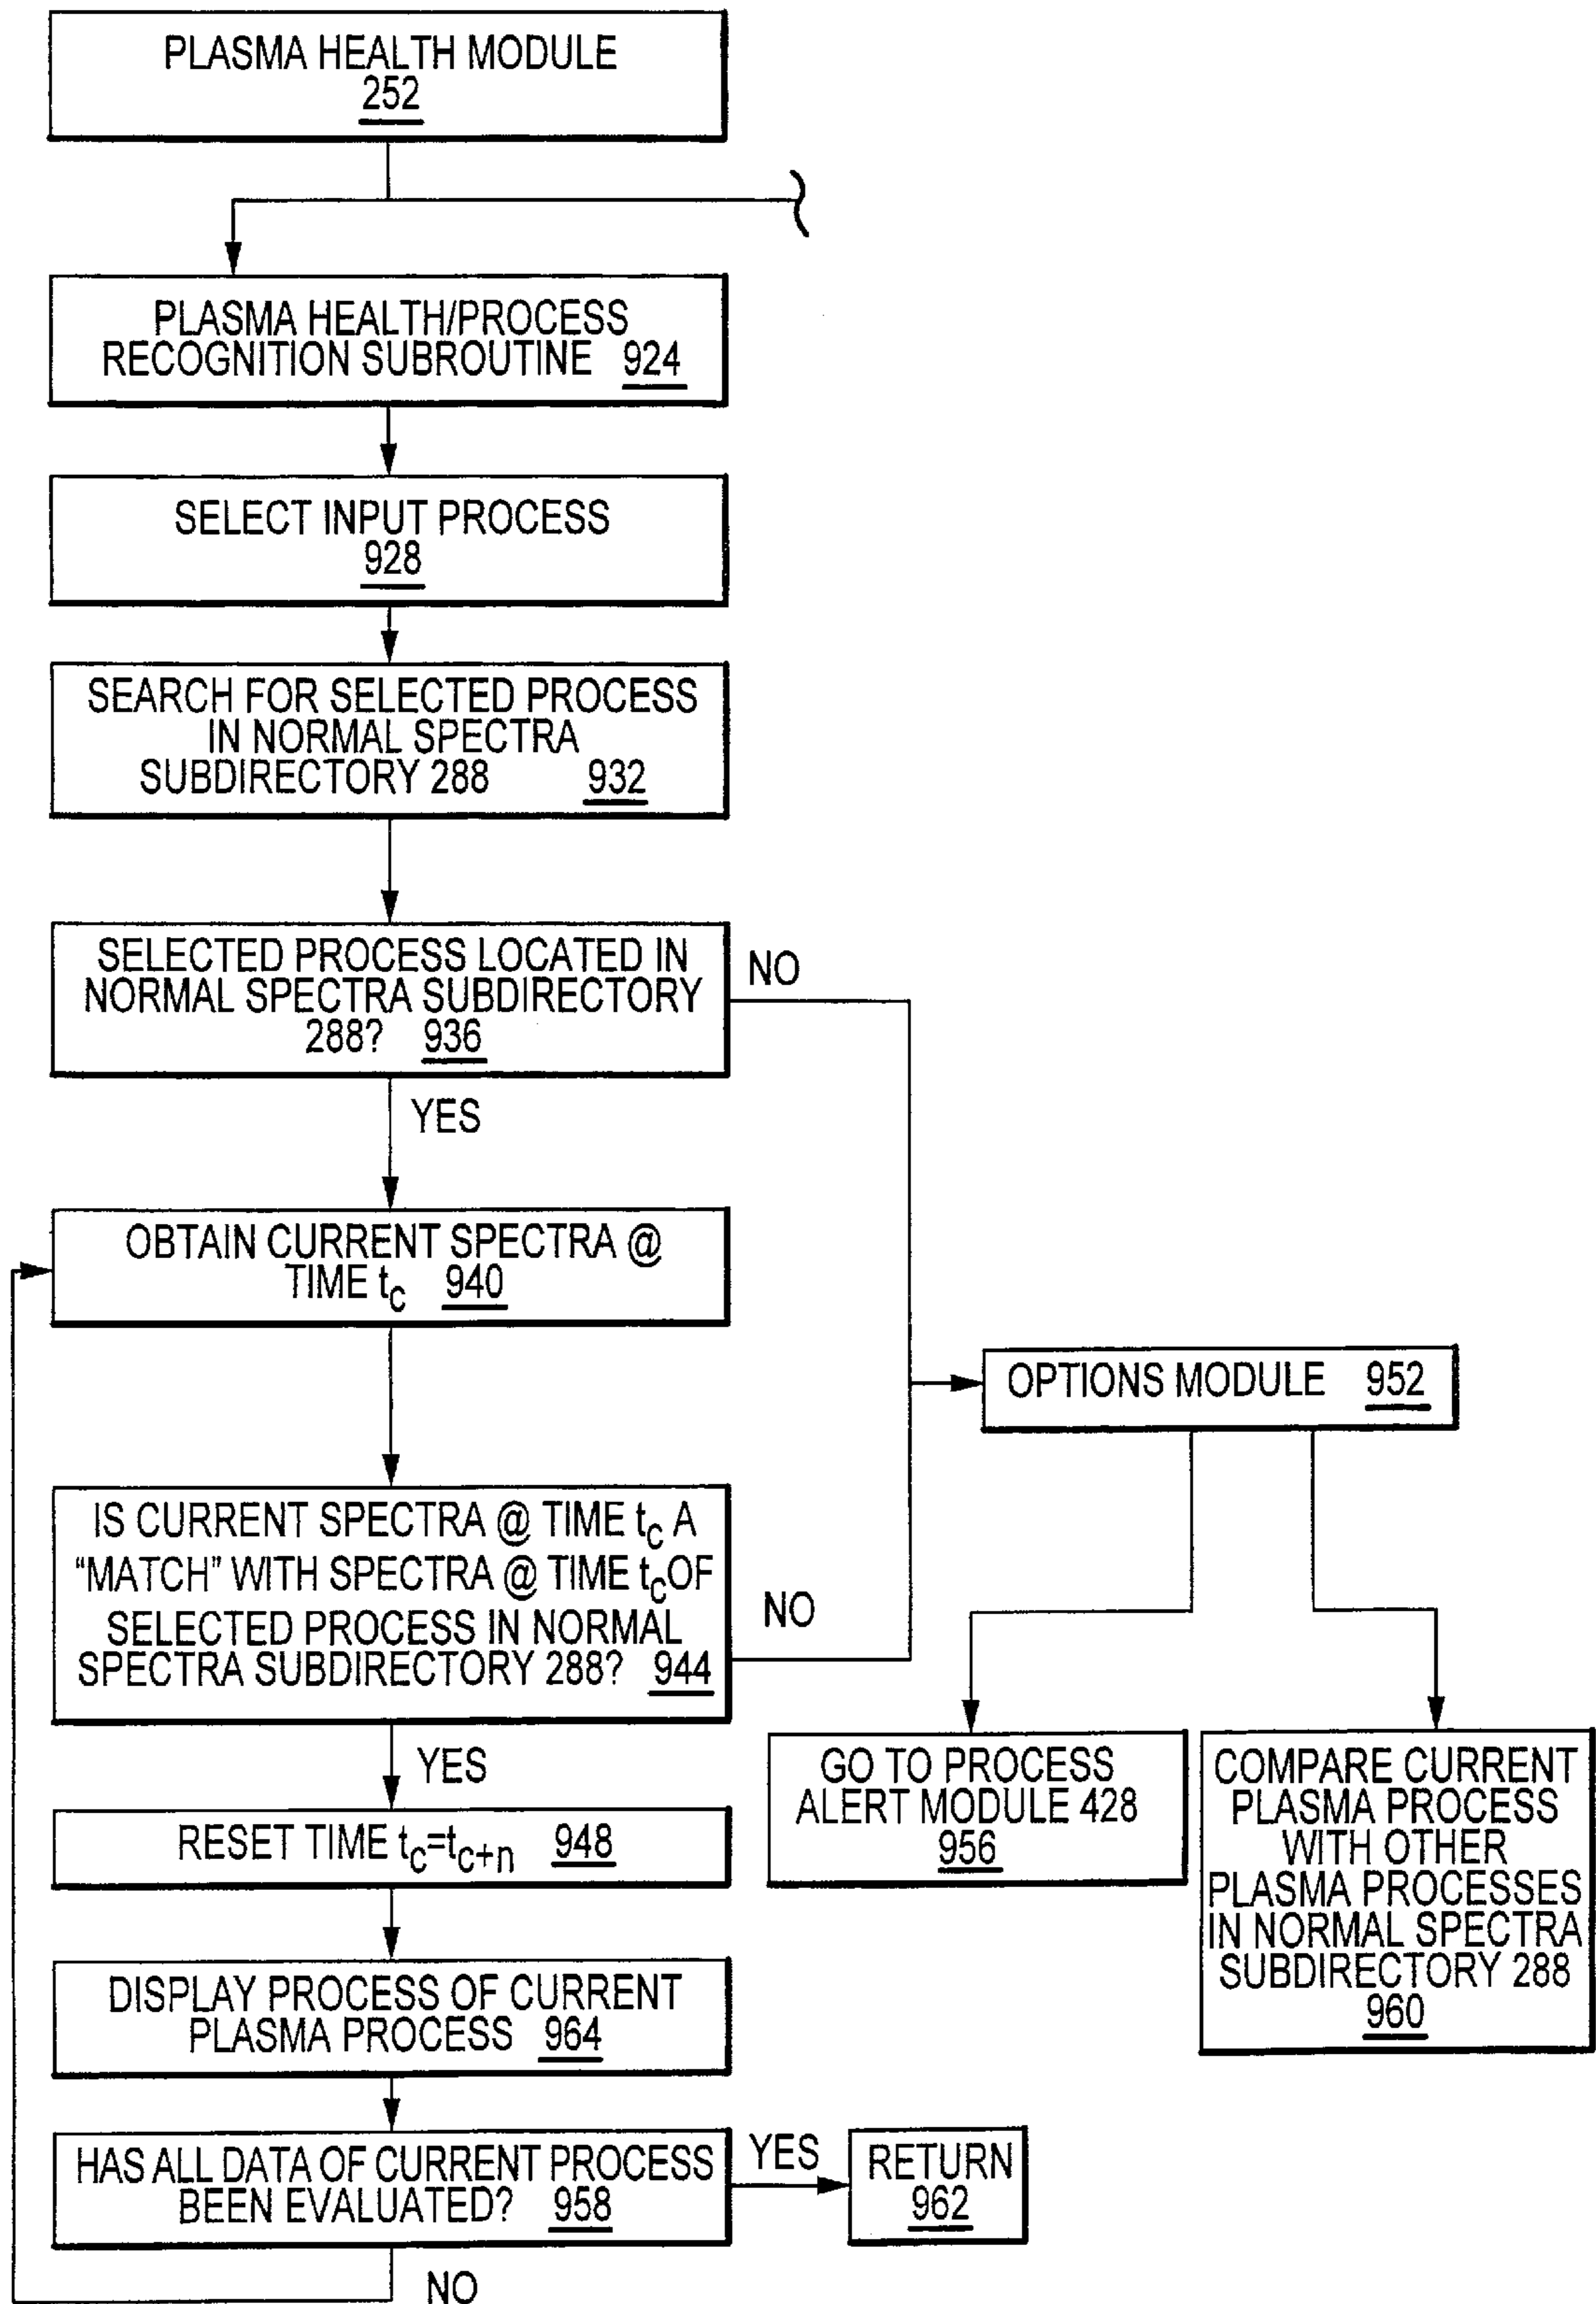 PLASMA HEALTH MODULE
252
PLASMA HEALTH/PROCESS
RECOGNITION SUBROUTINE 924
SELECT INPUT PROCESS
928
SEARCH FOR SELECTED PROCESS
IN NORMAL SPECTRA
SUBDIRECTORY 288 932
SELECTED PROCESS LOCATED IN
NORMAL SPECTRA SUBDIRECTORY
288? 936
NO
YES
OBTAIN CURRENT SPECTRA @
TIME tc 940
OPTIONS MODULE 952
IS CURRENT SPECTRA @ TIME tc A
“MATCH” WITH SPECTRA @ TIME tc OF
SELECTED PROCESS IN NORMAL
SPECTRA SUBDIRECTORY 288? 944
NO
YES
GO TO PROCESS
ALERT MODULE 428
956
COMPARE CURRENT
PLASMA PROCESS
WITH OTHER
PLASMA PROCESSES
IN NORMAL SPECTRA
SUBDIRECTORY 288
960
RESET TIME tc=tc+n 948
DISPLAY PROCESS OF CURRENT
PLASMA PROCESS 964
HAS ALL DATA OF CURRENT PROCESS
BEEN EVALUATED? 958
YES
RETURN
962
NO